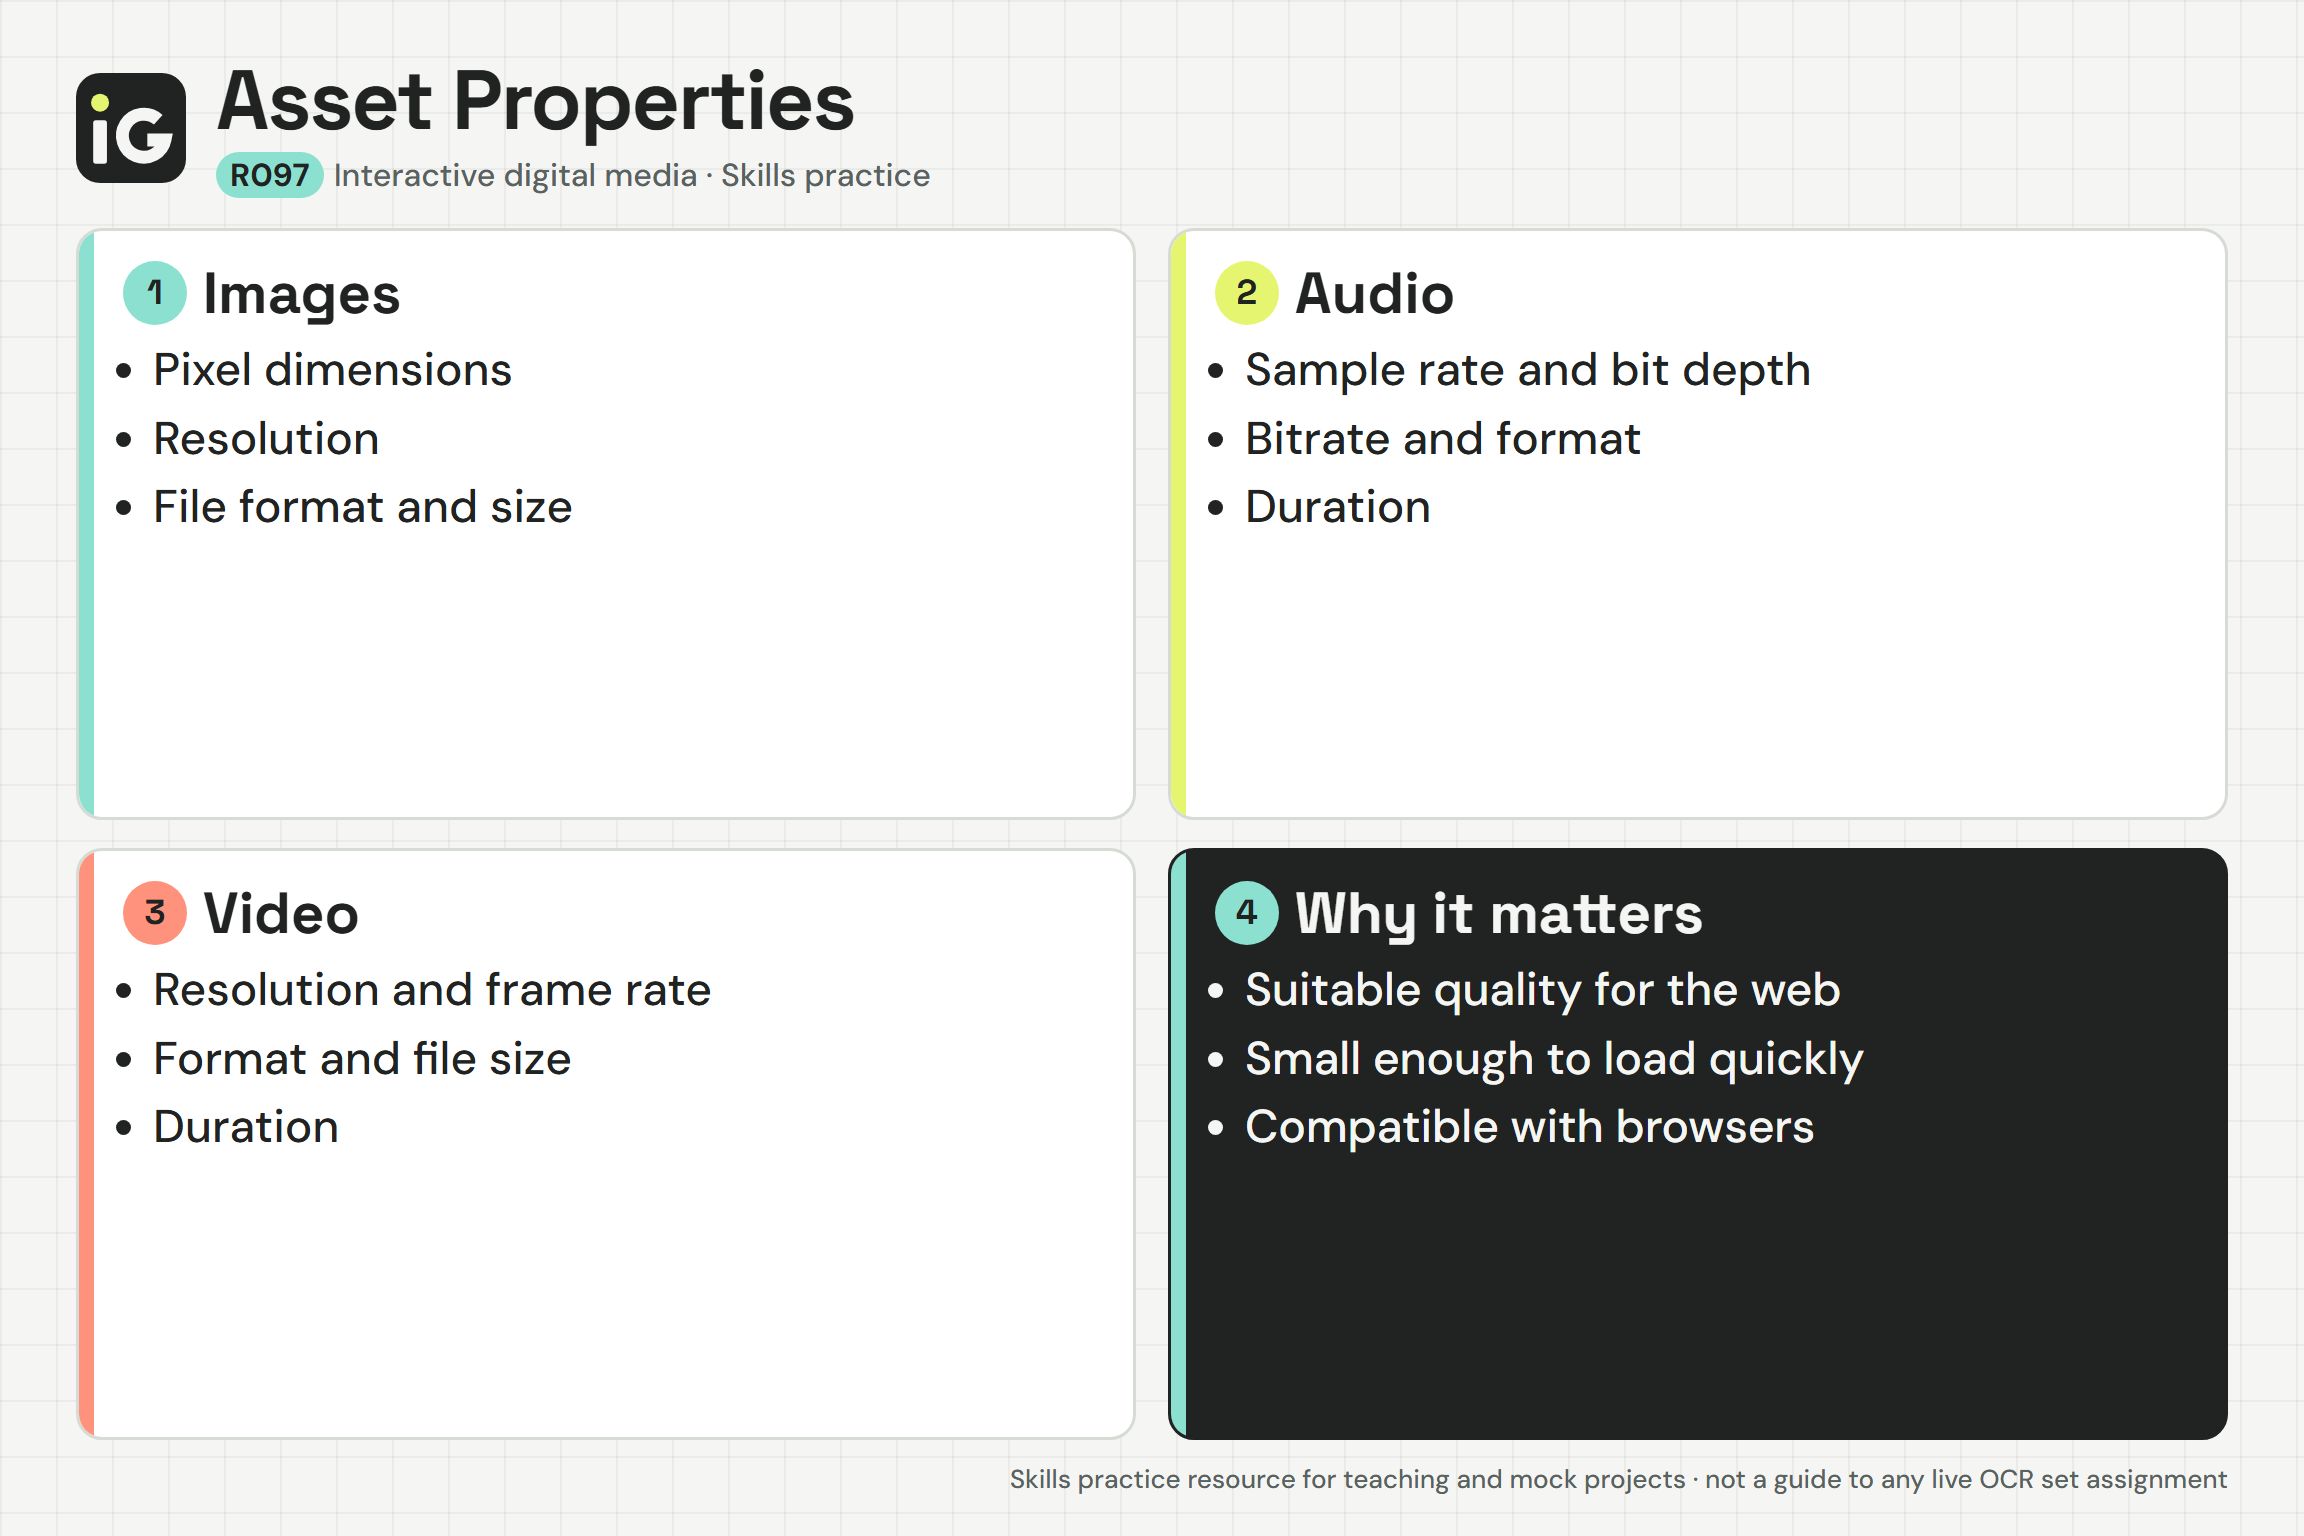 iG
Asset Properties
R097 Interactive digital media · Skills practice
1 Images
• Pixel dimensions
• Resolution
• File format and size
2 Audio
• Sample rate and bit depth
• Bitrate and format
• Duration
3 Video
• Resolution and frame rate
• Format and file size
• Duration
4 Why it matters
• Suitable quality for the web
• Small enough to load quickly
• Compatible with browsers
Skills practice resource for teaching and mock projects · not a guide to any live OCR set assignment